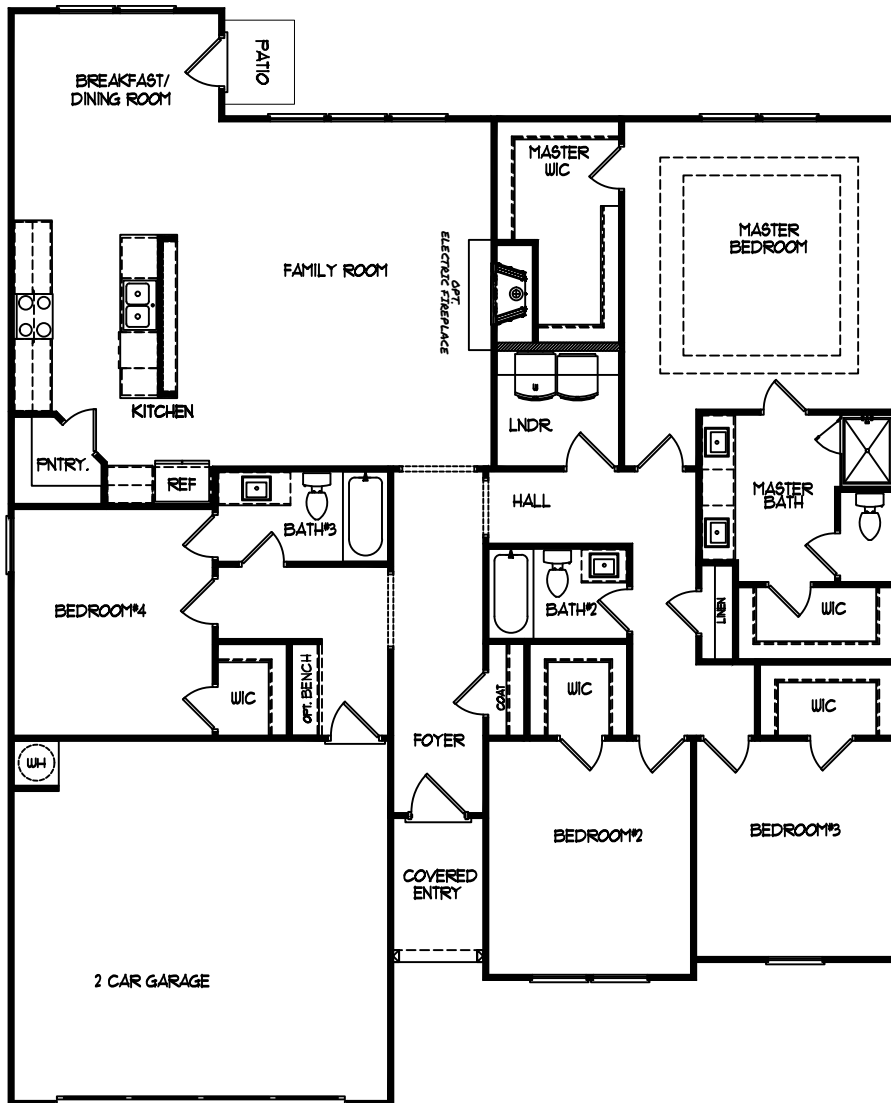 PATIO
BREAKFAST/
DINING ROOM
MASTER
WIC
MASTER
BEDROOM
FAMILY ROOM
OPT.
ELECTRIC FIREPLACE
KITCHEN
LNDR.
PNTRY.
REF
HALL
MASTER
BATH
BATH#3
BEDROOM#4
BATH#2
LINEN
WIC
WIC
OPT. BENCH
COAT
WIC
WIC
FOYER
WH
BEDROOM#2
BEDROOM#3
COVERED
ENTRY
2 CAR GARAGE